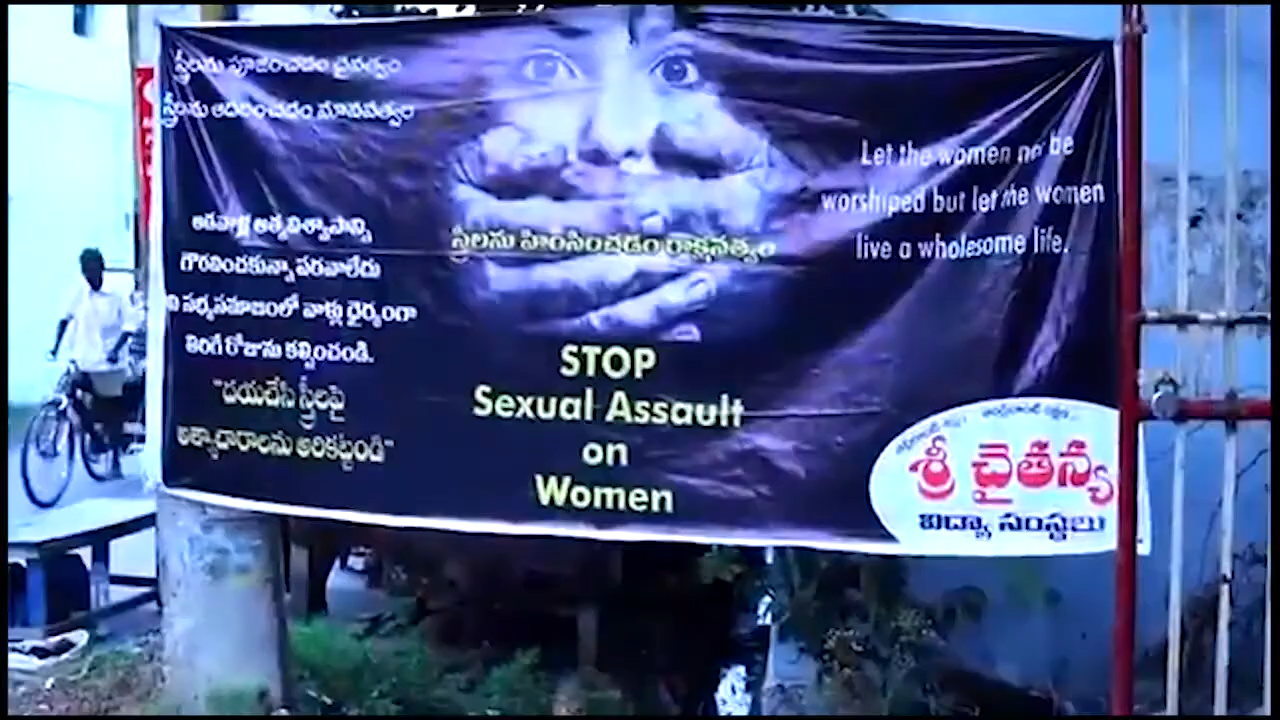 స్త్రీలను పూజించడం దైవత్వం
స్త్రీలను ఆదరించడం మానవత్వం
స్త్రీలను హింసించడం రాక్షసత్వం
ఆడవాళ్ల ఆత్మవిశ్వాసాన్ని
గౌరవించకున్నా పరవాలేదు
సభ్యసమాజంలో వాళ్లు ధైర్యంగా
తిరిగే రోజును కల్పించండి.
"దయచేసి స్త్రీలపై
అత్యాచారాలను అరికట్టండి"
Let the women not be
worshiped but let the women
live a wholesome life.
STOP
Sexual Assault
on
Women
శ్రీ చైతన్య
విద్యా సంస్థలు